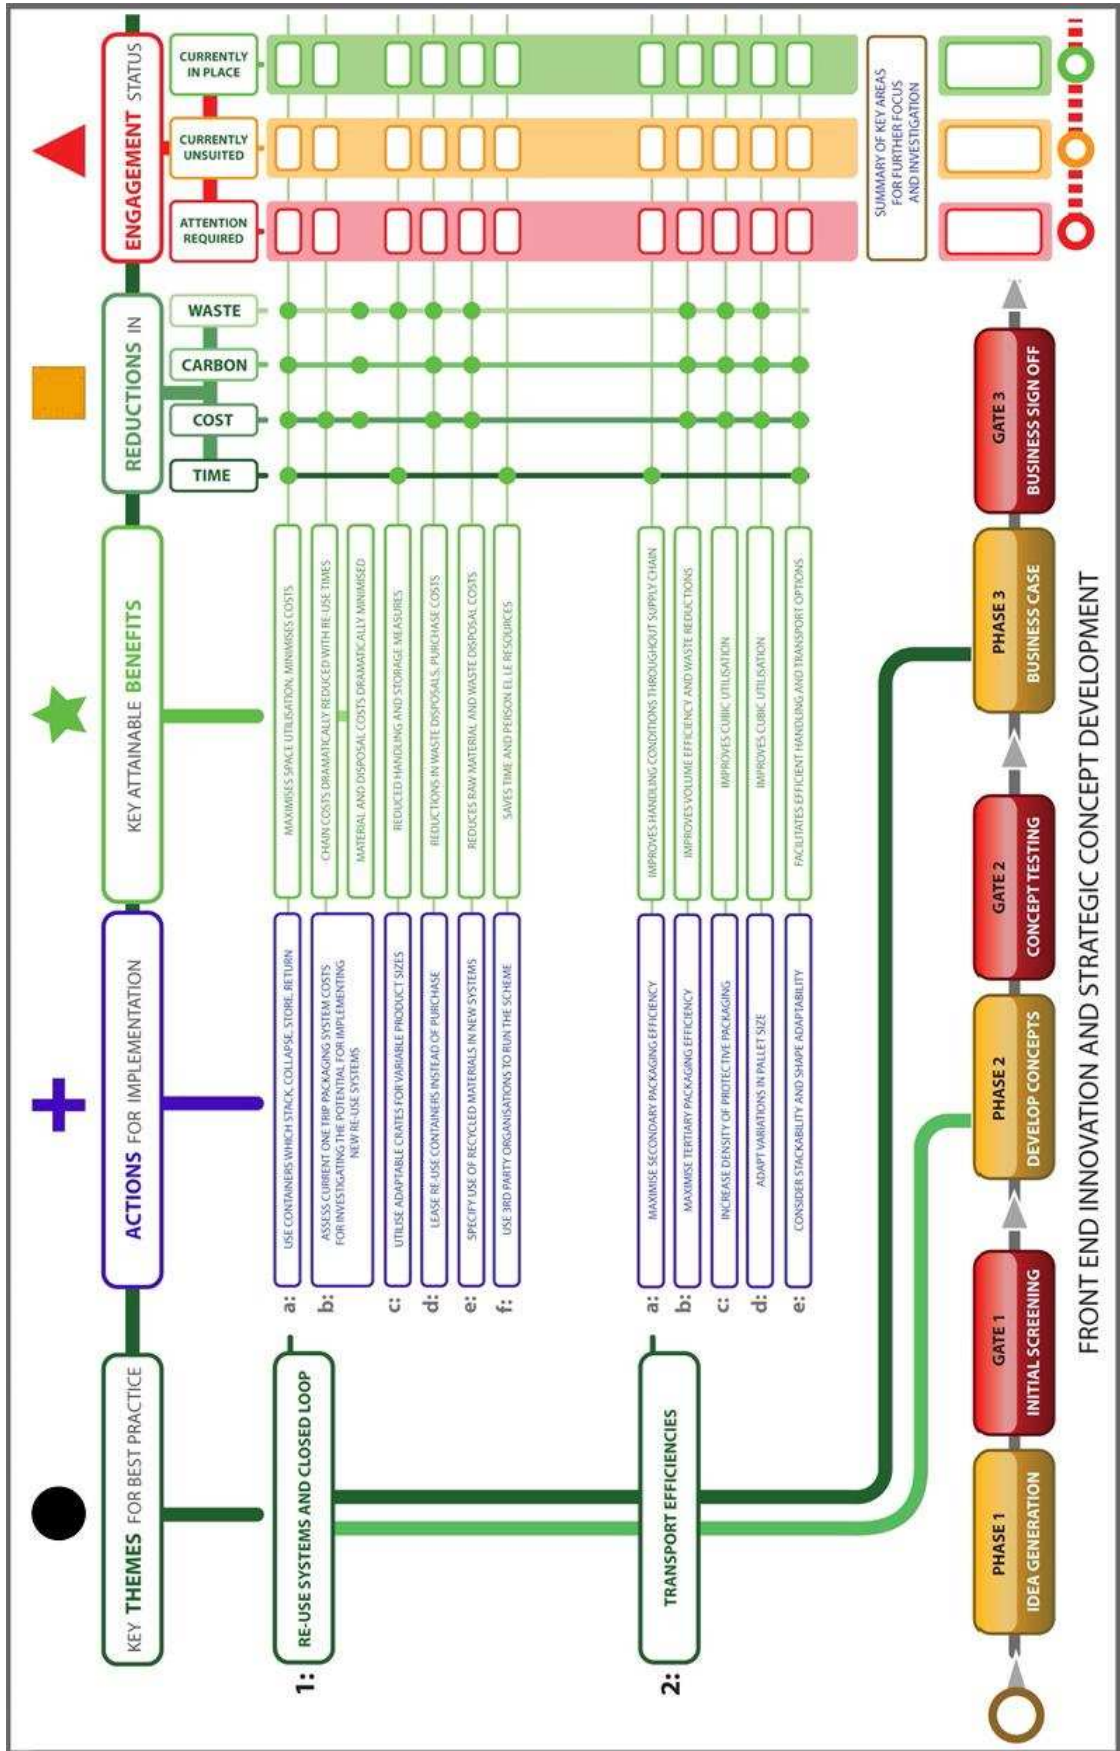 KEY THEMES FOR BEST PRACTICE
ACTIONS FOR IMPLEMENTATION
KEY ATTAINABLE BENEFITS
REDUCTIONS IN
ENGAGEMENT STATUS
TIME
COST
CARBON
WASTE
ATTENTION
REQUIRED
CURRENTLY
UNSUITED
CURRENTLY
IN PLACE
1:
RE-USE SYSTEMS AND CLOSED LOOP
a:
USE CONTAINERS WHICH STACK, COLLAPSE, STORE, RETURN
MAXIMISES SPACE UTILISATION, MINIMISES COSTS
b:
ASSESS CURRENT ONE TRIP PACKAGING SYSTEM COSTS
FOR INVESTIGATING THE POTENTIAL FOR IMPLEMENTING
NEW RE-USE SYSTEMS
CHAIN COSTS DRAMATICALLY REDUCED WITH RE-USE TIMES
MATERIAL AND DISPOSAL COSTS DRAMATICALLY MINIMISED
c:
UTILISE ADAPTABLE CRATES FOR VARIABLE PRODUCT SIZES
REDUCED HANDLING AND STORAGE MEASURES
d:
LEASE RE-USE CONTAINERS INSTEAD OF PURCHASE
REDUCTIONS IN WASTE DISPOSALS, PURCHASE COSTS
e:
SPECIFY USE OF RECYCLED MATERIALS IN NEW SYSTEMS
REDUCES RAW MATERIAL AND WASTE DISPOSAL COSTS
f:
USE 3RD PARTY ORGANISATIONS TO RUN THE SCHEME
SAVES TIME AND PERSON EL LE RESOURCES
2:
TRANSPORT EFFICIENCIES
a:
MAXIMISE SECONDARY PACKAGING EFFICIENCY
IMPROVES HANDLING CONDITIONS THROUGHOUT SUPPLY CHAIN
b:
MAXIMISE TERTIARY PACKAGING EFFICIENCY
IMPROVES VOLUME EFFICIENCY AND WASTE REDUCTIONS
c:
INCREASE DENSITY OF PROTECTIVE PACKAGING
IMPROVES CUBIC UTILISATION
d:
ADAPT VARIATIONS IN PALLET SIZE
IMPROVES CUBIC UTILISATION
e:
CONSIDER STACKABILITY AND SHAPE ADAPTABILITY
FACILITATES EFFICIENT HANDLING AND TRANSPORT OPTIONS
SUMMARY OF KEY AREAS
FOR FURTHER FOCUS
AND INVESTIGATION
PHASE 1
IDEA GENERATION
GATE 1
INITIAL SCREENING
PHASE 2
DEVELOP CONCEPTS
GATE 2
CONCEPT TESTING
PHASE 3
BUSINESS CASE
GATE 3
BUSINESS SIGN OFF
FRONT END INNOVATION AND STRATEGIC CONCEPT DEVELOPMENT